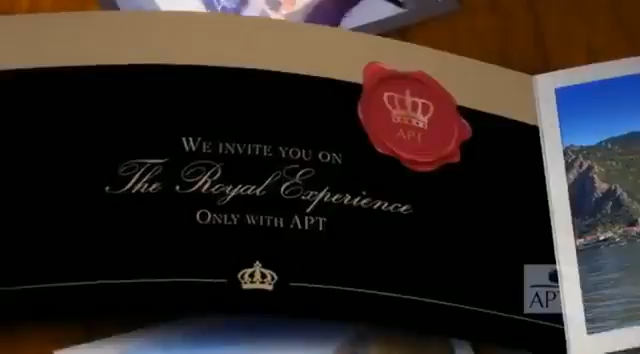 APT
WE INVITE YOU ON
The Royal Experience
ONLY WITH APT
APT